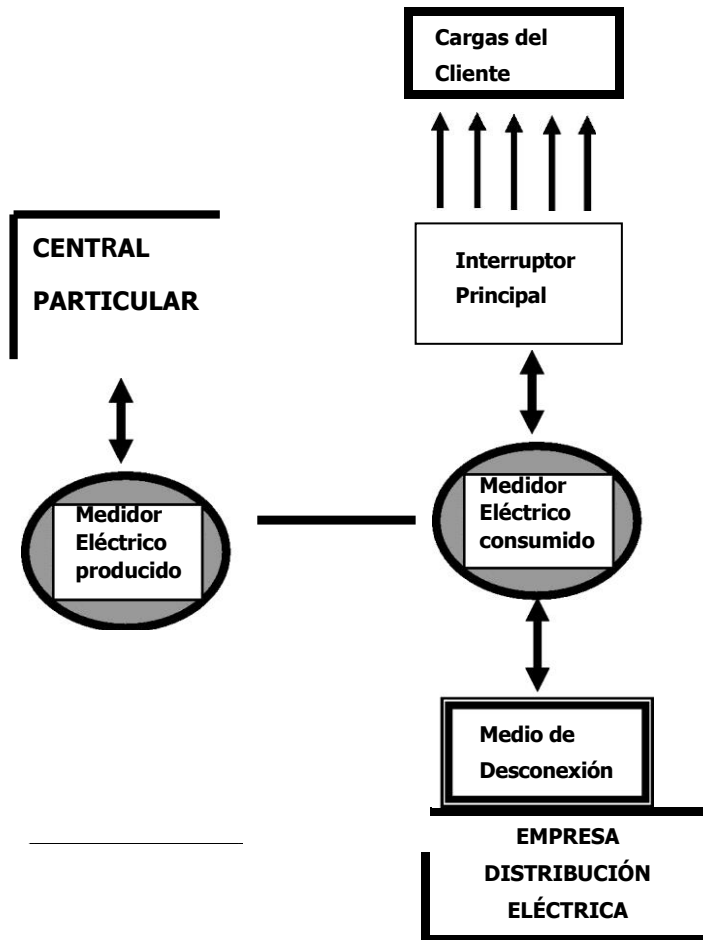 Cargas del
Cliente
CENTRAL
PARTICULAR
Interruptor
Principal
Medidor
Eléctrico
producido
Medidor
Eléctrico
consumido
Medio de
Desconexión
EMPRESA
DISTRIBUCIÓN
ELÉCTRICA